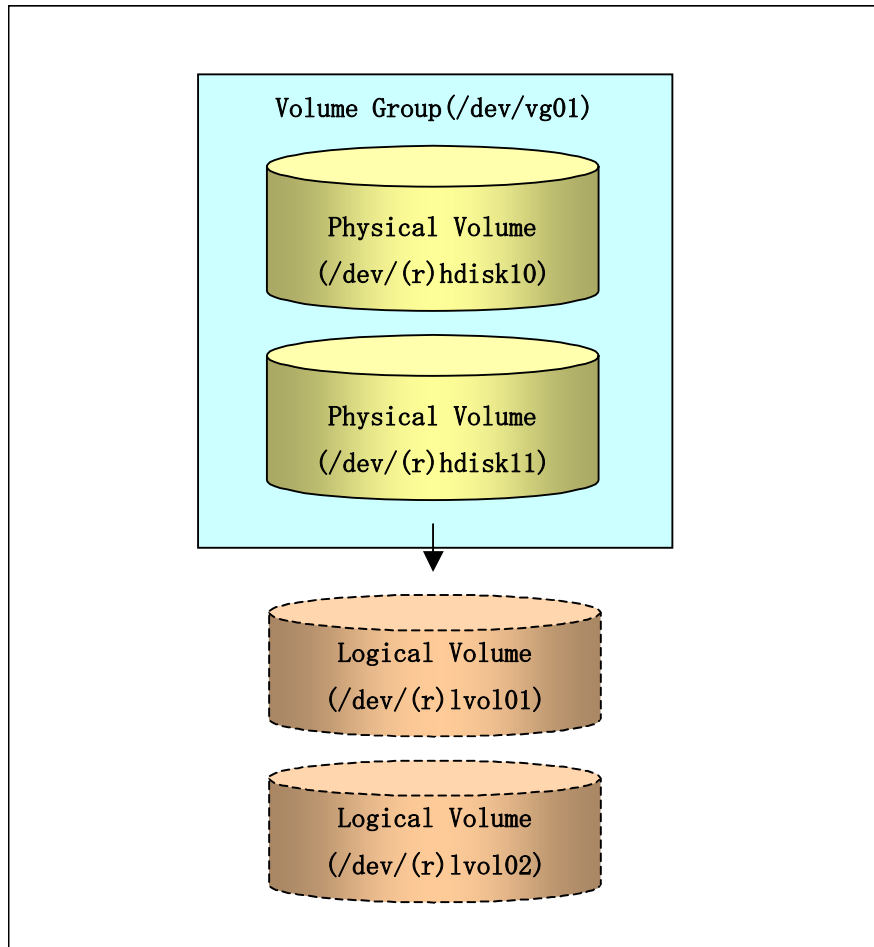 Volume Group(/dev/vg01)
Physical Volume
(/dev/(r)hdisk10)
Physical Volume
(/dev/(r)hdisk11)
Logical Volume
(/dev/(r)lvol01)
Logical Volume
(/dev/(r)lvol02)